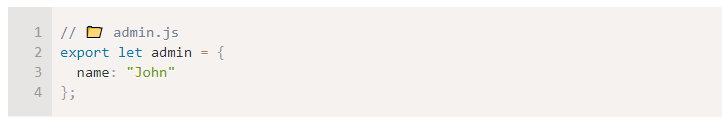 1 // 📁 admin.js
2 export let admin = {
3   name: "John"
4 };